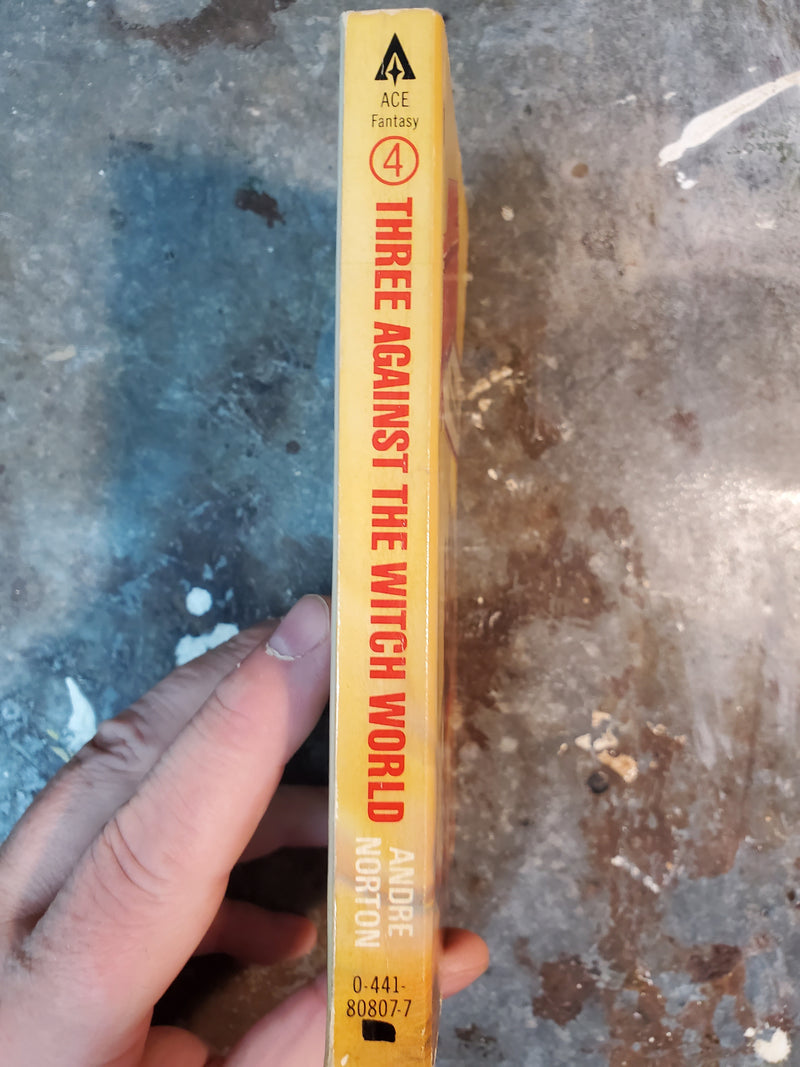 ACE
Fantasy
4
THREE AGAINST THE WITCH WORLD
ANDRE
NORTON
0-441-
80807-7